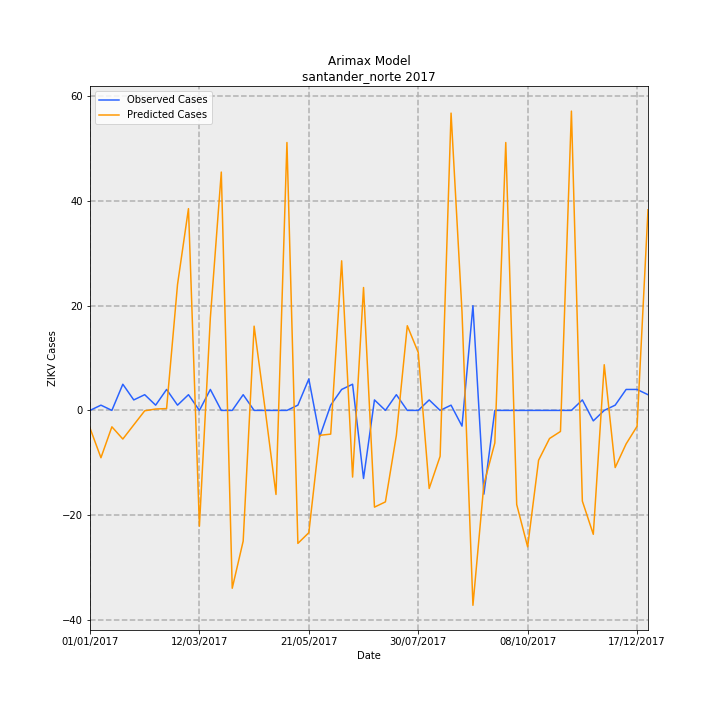 Arimax Model
santander_norte 2017
Observed Cases
Predicted Cases
ZIKV Cases
60
40
20
0
−20
−40
01/01/2017 12/03/2017 21/05/2017 30/07/2017 08/10/2017 17/12/2017
Date